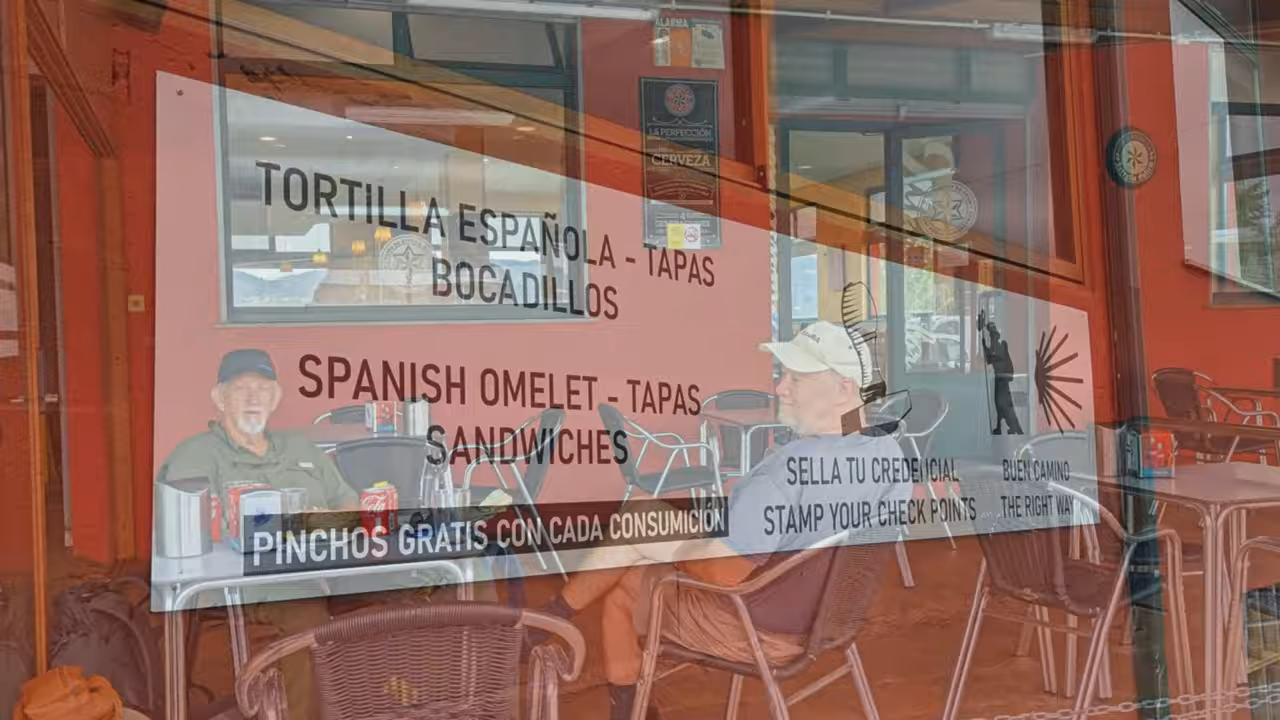 ALARMA
LA PERFECCIÓN
CERVEZA
TORTILLA ESPAÑOLA - TAPAS
BOCADILLOS
SPANISH OMELET - TAPAS
SANDWICHES
SELLA TU CREDENCIAL
STAMP YOUR CHECK POINTS
BUEN CAMINO
THE RIGHT WAY
PINCHOS GRATIS CON CADA CONSUMICIÓN